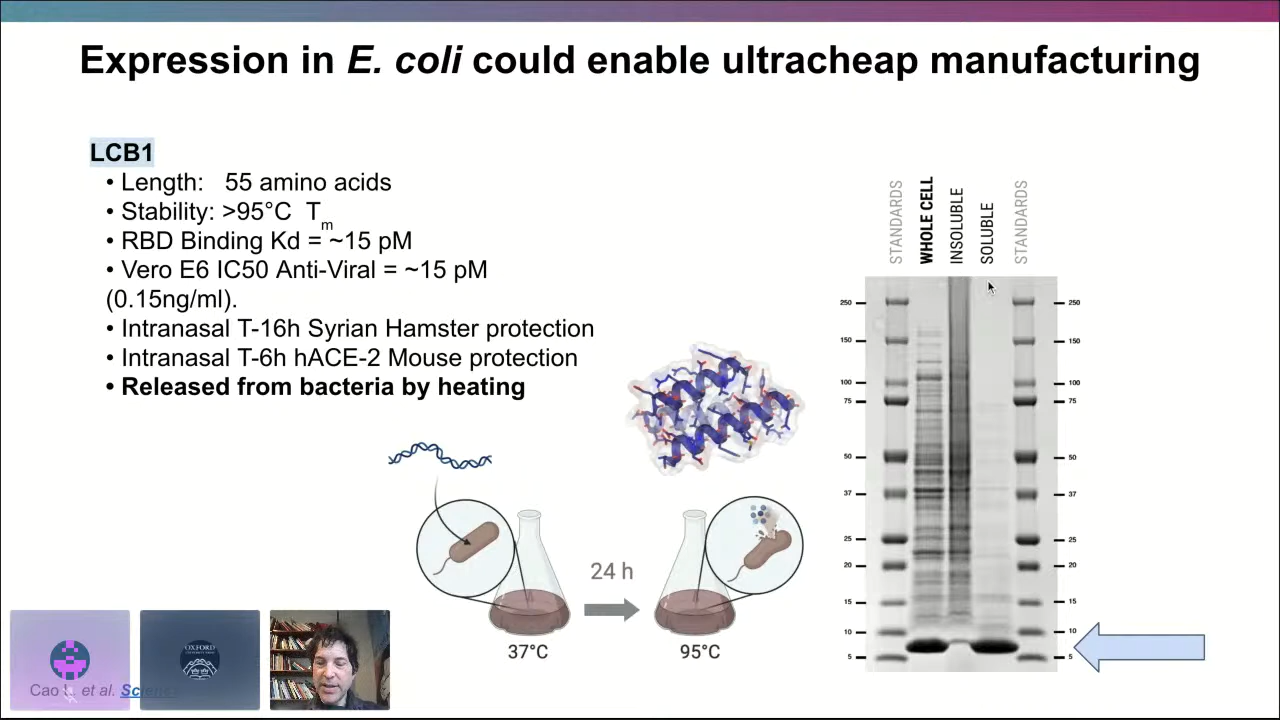 Expression in E. coli could enable ultracheap manufacturing
LCB1
• Length: 55 amino acids
• Stability: >95°C Tm
• RBD Binding Kd = ~15 pM
• Vero E6 IC50 Anti-Viral = ~15 pM
(0.15ng/ml).
• Intranasal T-16h Syrian Hamster protection
• Intranasal T-6h hACE-2 Mouse protection
• Released from bacteria by heating
24 h
37°C
95°C
STANDARDS
WHOLE CELL
INSOLUBLE
SOLUBLE
STANDARDS
250
150
100
75
50
37
25
20
15
10
5
250
150
100
75
50
37
25
20
15
10
5
OXFORD
Cao L, et al. Science